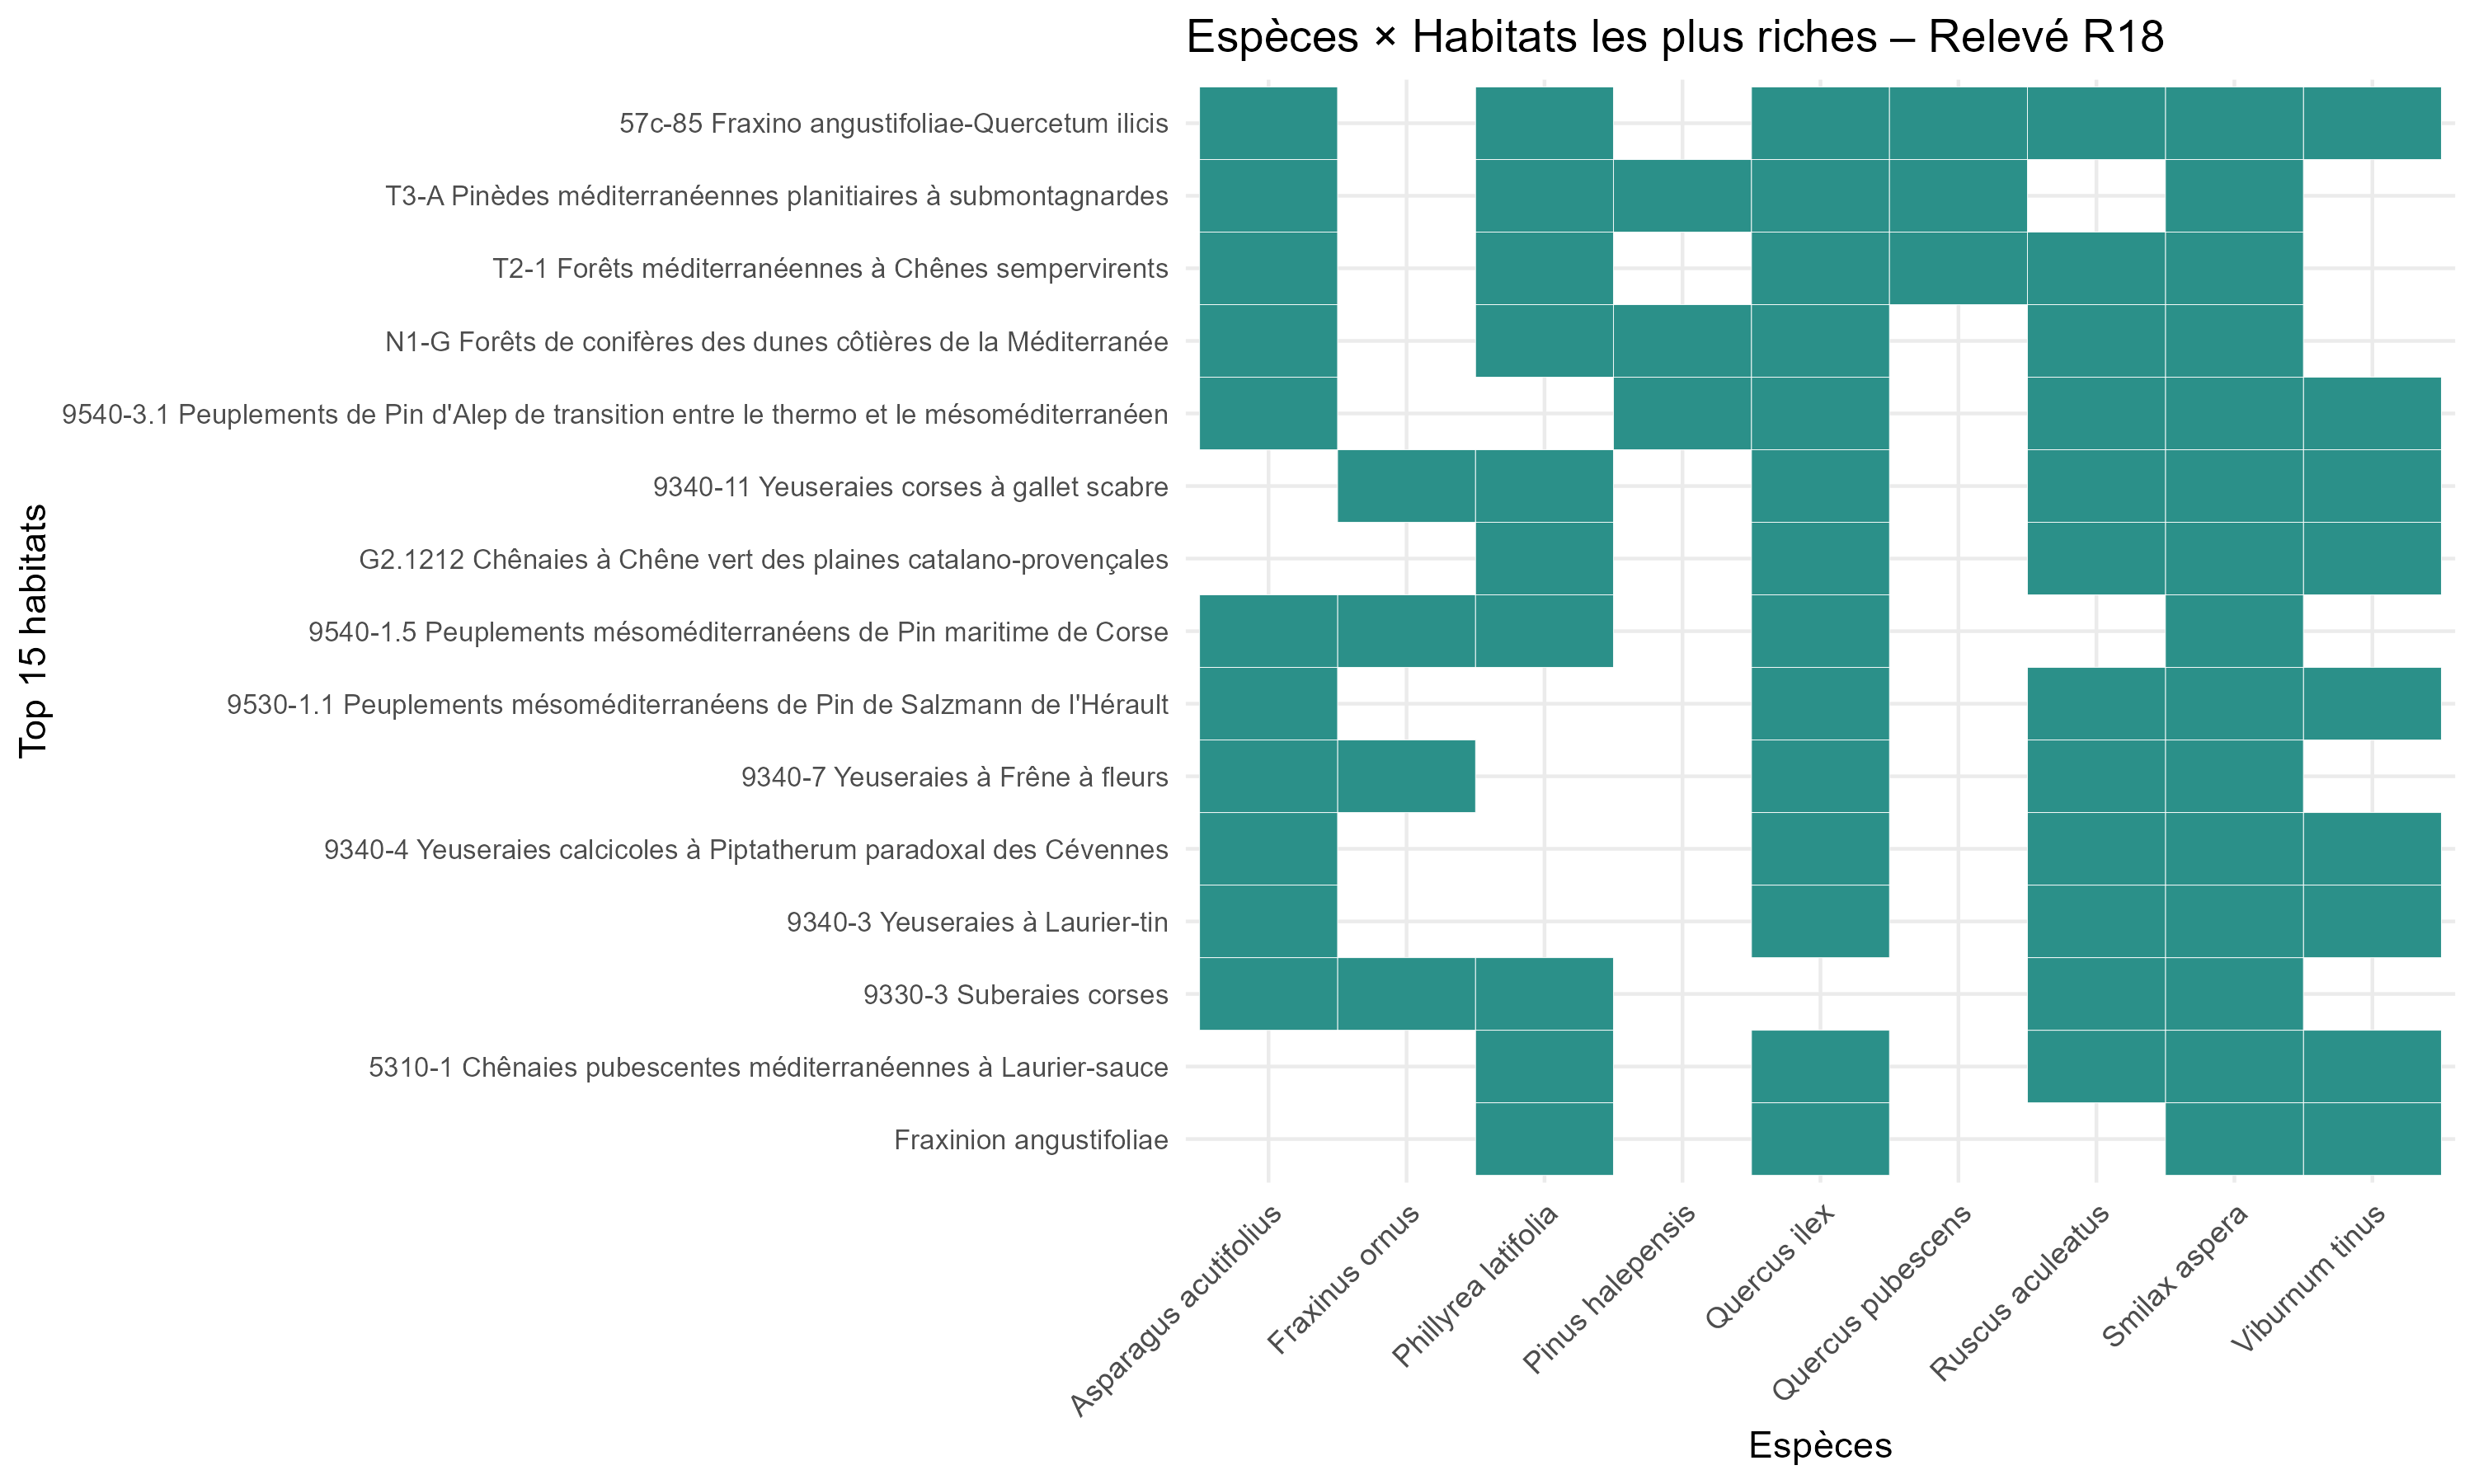 Espèces × Habitats les plus riches – Relevé R18
Top 15 habitats
57c-85 Fraxino angustifoliae-Quercetum ilicis
T3-A Pinèdes méditerranéennes planitiaires à submontagnardes
T2-1 Forêts méditerranéennes à Chênes sempervirents
N1-G Forêts de conifères des dunes côtières de la Méditerranée
9540-3.1 Peuplements de Pin d'Alep de transition entre le thermo et le mésoméditerranéen
9340-11 Yeuseraies corses à gallet scabre
G2.1212 Chênaies à Chêne vert des plaines catalano-provençales
9540-1.5 Peuplements mésoméditerranéens de Pin maritime de Corse
9530-1.1 Peuplements mésoméditerranéens de Pin de Salzmann de l'Hérault
9340-7 Yeuseraies à Frêne à fleurs
9340-4 Yeuseraies calcicoles à Piptatherum paradoxal des Cévennes
9340-3 Yeuseraies à Laurier-tin
9330-3 Suberaies corses
5310-1 Chênaies pubescentes méditerranéennes à Laurier-sauce
Fraxinion angustifoliae
Asparagus acutifolius
Fraxinus ornus
Phillyrea latifolia
Pinus halepensis
Quercus ilex
Quercus pubescens
Ruscus aculeatus
Smilax aspera
Viburnum tinus
Espèces